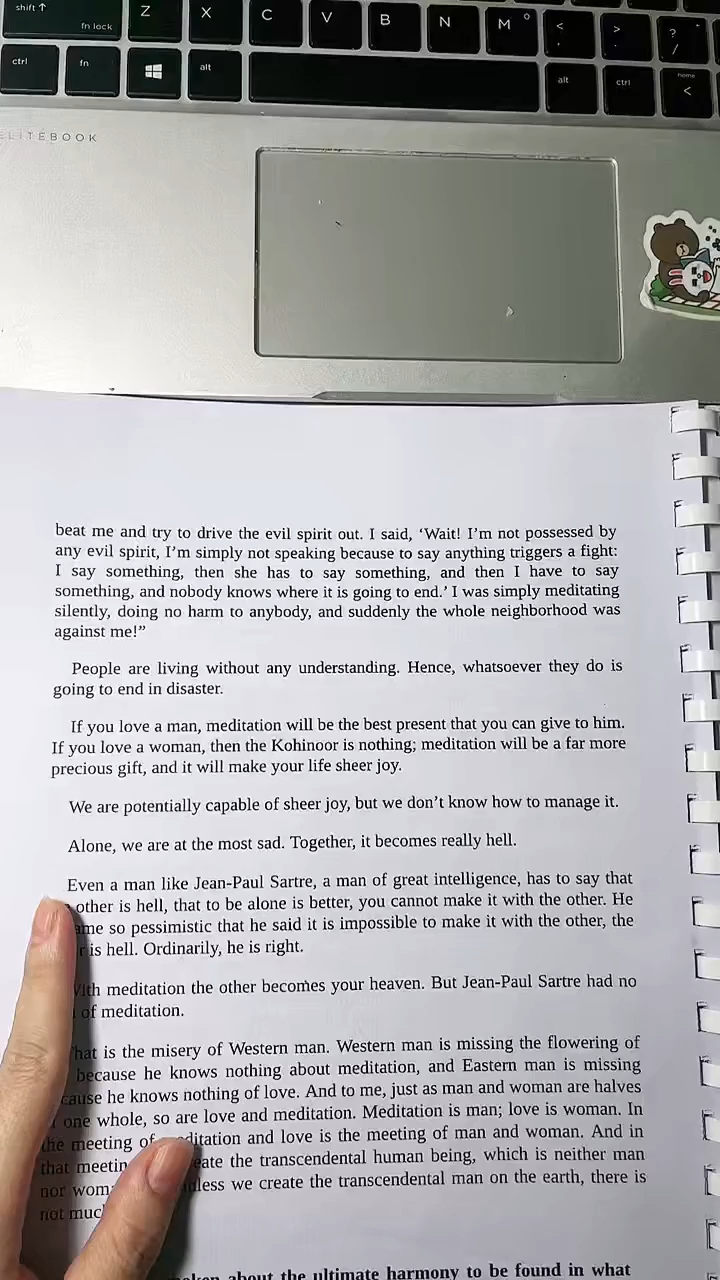 shift ↑
fn lock
Z
X
C
V
B
N
M
<
>
?
/
ctrl
fn
alt
alt
ctrl
home
<
ELITEBOOK
beat me and try to drive the evil spirit out. I said, ‘Wait! I’m not possessed by
any evil spirit, I’m simply not speaking because to say anything triggers a fight:
I say something, then she has to say something, and then I have to say
something, and nobody knows where it is going to end.’ I was simply meditating
silently, doing no harm to anybody, and suddenly the whole neighborhood was
against me!”
People are living without any understanding. Hence, whatsoever they do is
going to end in disaster.
If you love a man, meditation will be the best present that you can give to him.
If you love a woman, then the Kohinoor is nothing; meditation will be a far more
precious gift, and it will make your life sheer joy.
We are potentially capable of sheer joy, but we don’t know how to manage it.
Alone, we are at the most sad. Together, it becomes really hell.
Even a man like Jean-Paul Sartre, a man of great intelligence, has to say that
other is hell, that to be alone is better, you cannot make it with the other. He
so pessimistic that he said it is impossible to make it with the other, the
is hell. Ordinarily, he is right.
With meditation the other becomes your heaven. But Jean-Paul Sartre had no
of meditation.
That is the misery of Western man. Western man is missing the flowering of
because he knows nothing about meditation, and Eastern man is missing
he knows nothing of love. And to me, just as man and woman are halves
one whole, so are love and meditation. Meditation is man; love is woman. In
the meeting of meditation and love is the meeting of man and woman. And in
that create the transcendental human being, which is neither man
nor unless we create the transcendental man on the earth, there is
not
about the ultimate harmony to be found in what